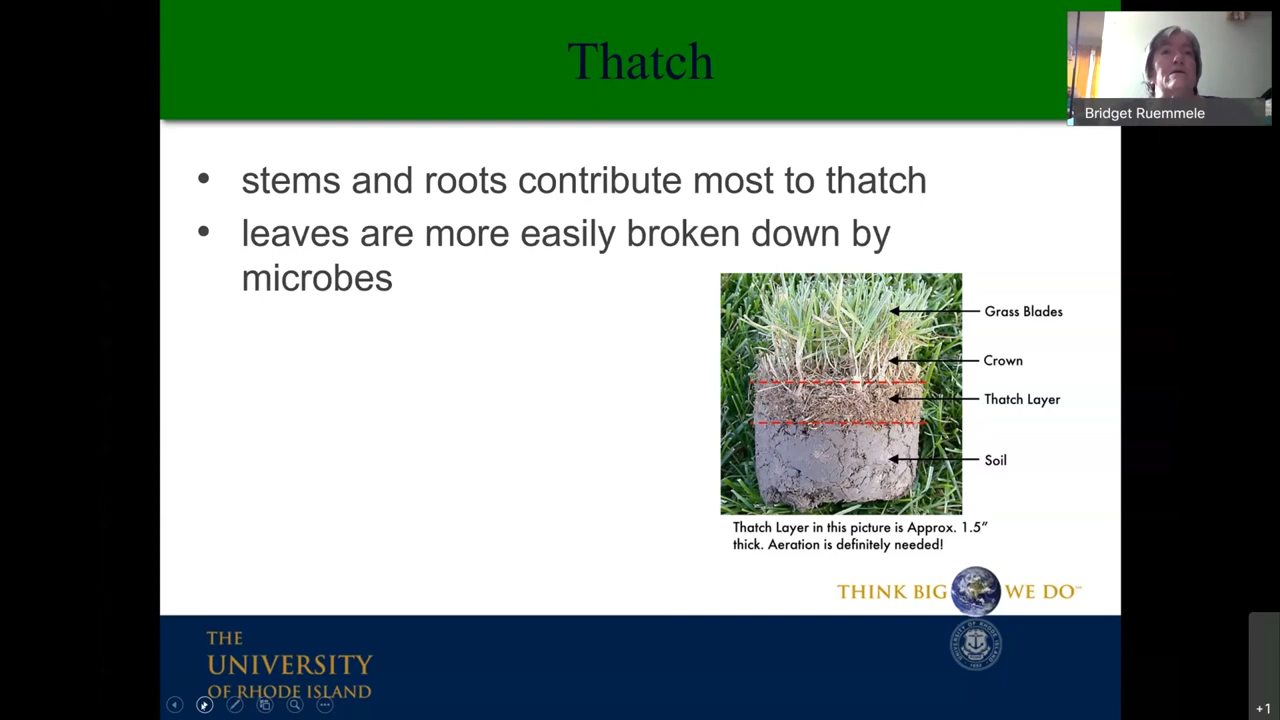 Thatch
Bridget Ruemmele
• stems and roots contribute most to thatch
• leaves are more easily broken down by
microbes
Grass Blades
Crown
Thatch Layer
Soil
Thatch Layer in this picture is Approx. 1.5”
thick. Aeration is definitely needed!
THINK BIG WE DO℠
THE
UNIVERSITY
OF RHODE ISLAND
+1